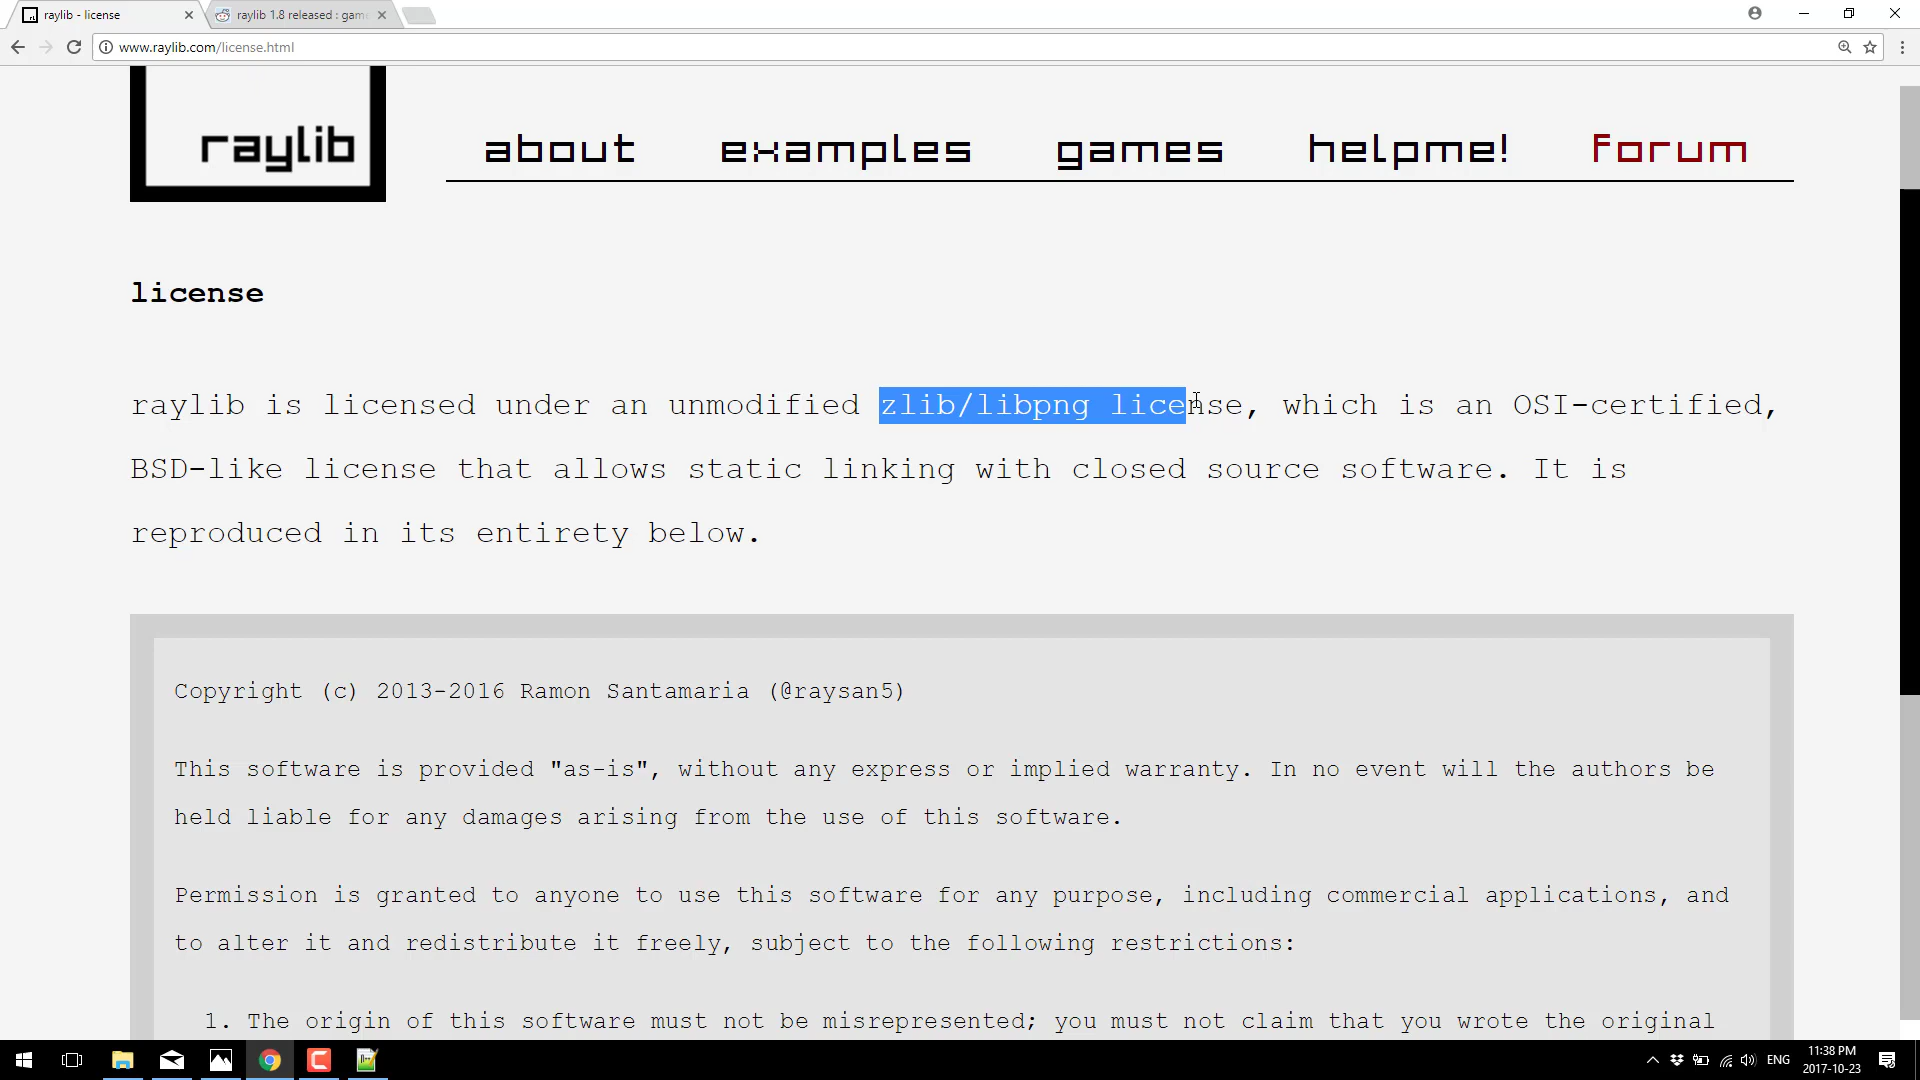 raylib - license
raylib 1.8 released : gam
www.raylib.com/license.html
raylib
about examples games helpme! forum
license
raylib is licensed under an unmodified zlib/libpng license, which is an OSI-certified,
BSD-like license that allows static linking with closed source software. It is
reproduced in its entirety below.
Copyright (c) 2013-2016 Ramon Santamaria (@raysan5)
This software is provided "as-is", without any express or implied warranty. In no event will the authors be
held liable for any damages arising from the use of this software.
Permission is granted to anyone to use this software for any purpose, including commercial applications, and
to alter it and redistribute it freely, subject to the following restrictions:
1. The origin of this software must not be misrepresented; you must not claim that you wrote the original
ENG
11:38 PM
2017-10-23